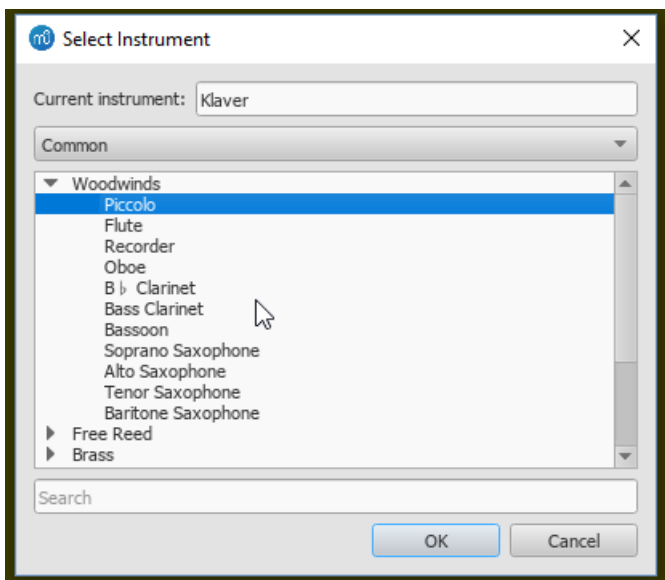 Select Instrument
Current instrument: Klaver
Common
Woodwinds
Piccolo
Flute
Recorder
Oboe
B♭ Clarinet
Bass Clarinet
Bassoon
Soprano Saxophone
Alto Saxophone
Tenor Saxophone
Baritone Saxophone
Free Reed
Brass
Search
OK Cancel